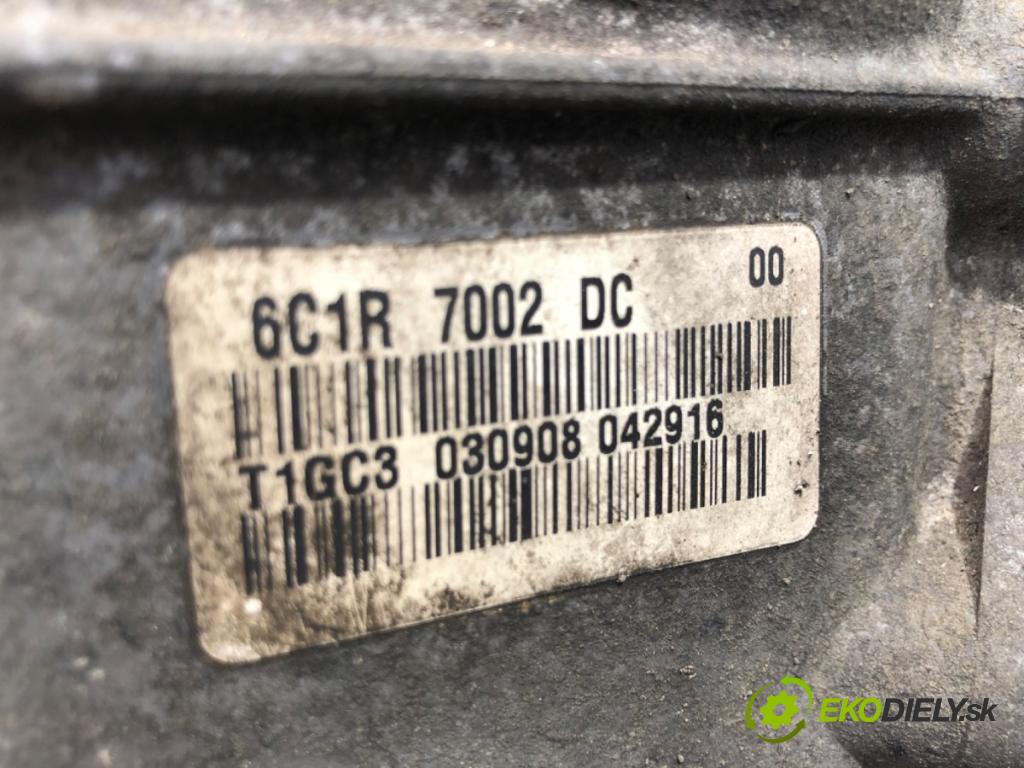 6C1R 7002 DC 00
T1GC3 030908 042916
EKODIELY.sk